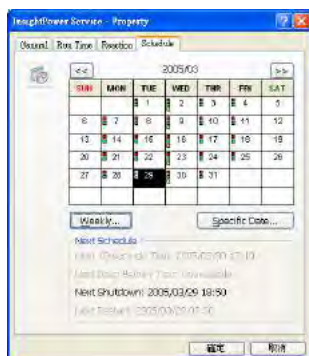 InsightPower Service - Property
General Run Time Reaction Schedule
<< 2005/03 >>
SUN MON TUE WED THR FRI SAT
1 2 3 4 5
6 7 8 9 10 11 12
13 14 15 16 17 18 19
20 21 22 23 24 25 26
27 28 29 30 31
Weekly... Specific Date...
Next Schedule
Next Shutdown: 2005/03/29 18:50
確定 取消